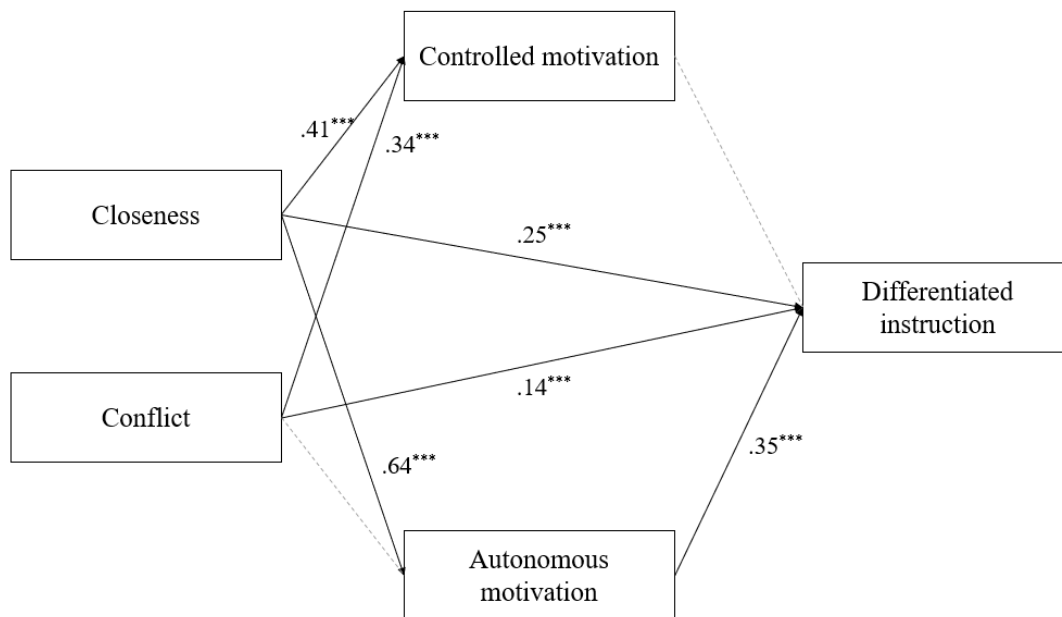 Controlled motivation
.41***
.34***
Closeness
.25***
Differentiated
instruction
Conflict
.14***
.64***
.35***
Autonomous
motivation